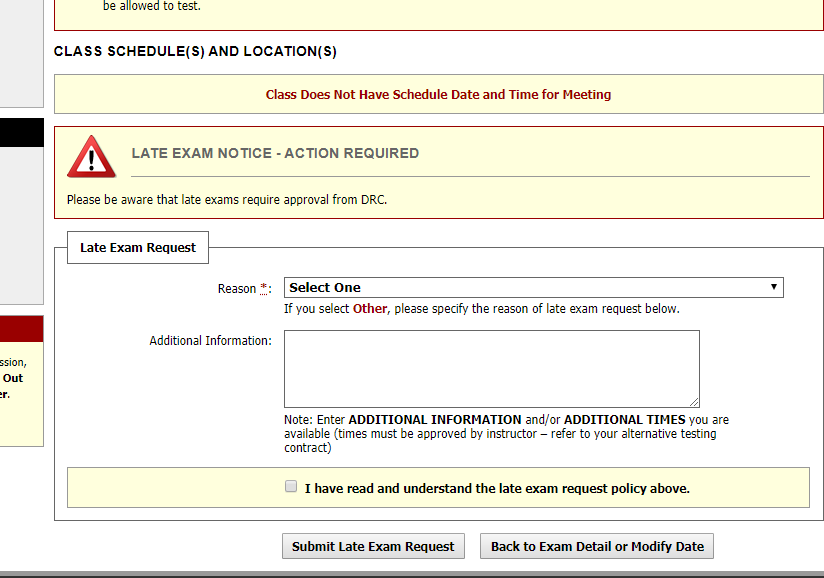 be allowed to test.
CLASS SCHEDULE(S) AND LOCATION(S)
Class Does Not Have Schedule Date and Time for Meeting
LATE EXAM NOTICE - ACTION REQUIRED
Please be aware that late exams require approval from DRC.
Late Exam Request
Reason *:
Select One
If you select Other, please specify the reason of late exam request below.
Additional Information:
Note: Enter ADDITIONAL INFORMATION and/or ADDITIONAL TIMES you are
available (times must be approved by instructor – refer to your alternative testing
contract)
I have read and understand the late exam request policy above.
Submit Late Exam Request
Back to Exam Detail or Modify Date
ssion,
Out
er.